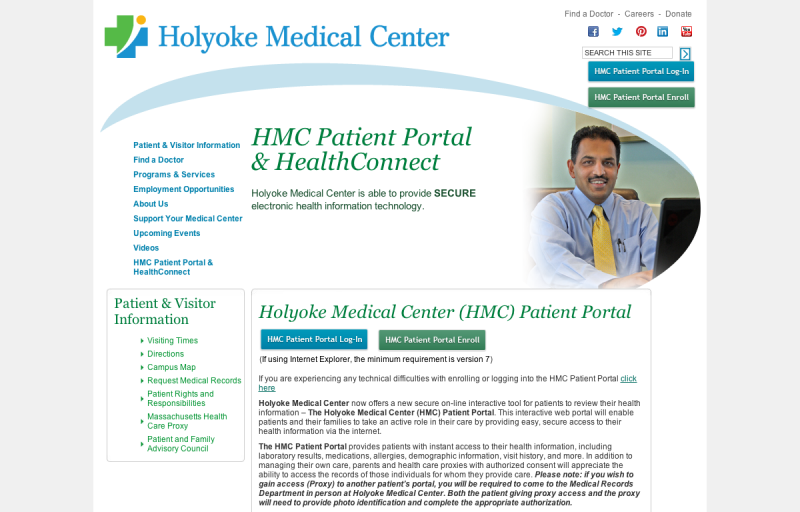 Find a Doctor - Careers - Donate
Holyoke Medical Center
SEARCH THIS SITE
HMC Patient Portal Log-In
HMC Patient Portal Enroll
Patient & Visitor Information
Find a Doctor
Programs & Services
Employment Opportunities
About Us
Support Your Medical Center
Upcoming Events
Videos
HMC Patient Portal &
HealthConnect
HMC Patient Portal
& HealthConnect
Holyoke Medical Center is able to provide SECURE
electronic health information technology.
Patient & Visitor
Information
Visiting Times
Directions
Campus Map
Request Medical Records
Patient Rights and
Responsibilities
Massachusetts Health
Care Proxy
Patient and Family
Advisory Council
Holyoke Medical Center (HMC) Patient Portal
HMC Patient Portal Log-In
HMC Patient Portal Enroll
(If using Internet Explorer, the minimum requirement is version 7)
If you are experiencing any technical difficulties with enrolling or logging into the HMC Patient Portal click
here
Holyoke Medical Center now offers a new secure on-line interactive tool for patients to review their health
information – The Holyoke Medical Center (HMC) Patient Portal. This interactive web portal will enable
patients and their families to take an active role in their care by providing easy, secure access to their
health information via the internet.
The HMC Patient Portal provides patients with instant access to their health information, including
laboratory results, medications, allergies, demographic information, visit history, and more. In addition to
managing their own care, parents and health care proxies with authorized consent will appreciate the
ability to access the records of those individuals for whom they provide care. Please note: if you wish to
gain access (Proxy) to another patient's portal, you will be required to come to the Medical Records
Department in person at Holyoke Medical Center. Both the patient giving proxy access and the proxy
will need to provide photo identification and complete the appropriate authorization.